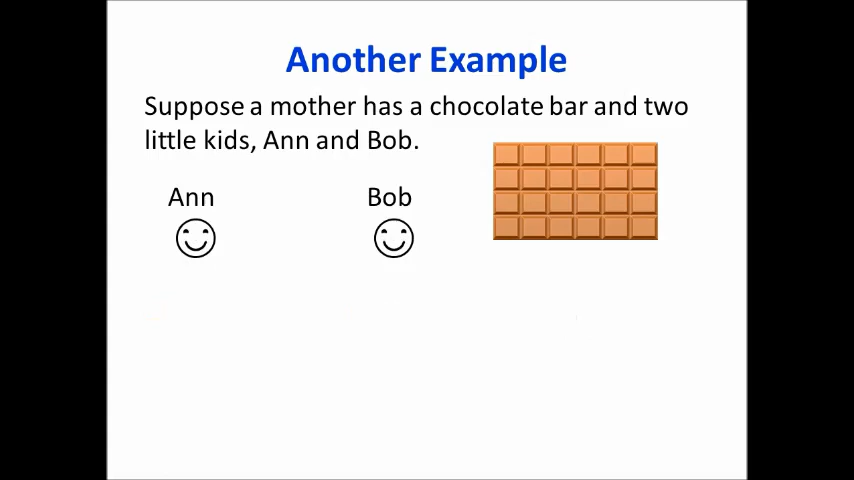 Another Example
Suppose a mother has a chocolate bar and two
little kids, Ann and Bob.
Ann Bob